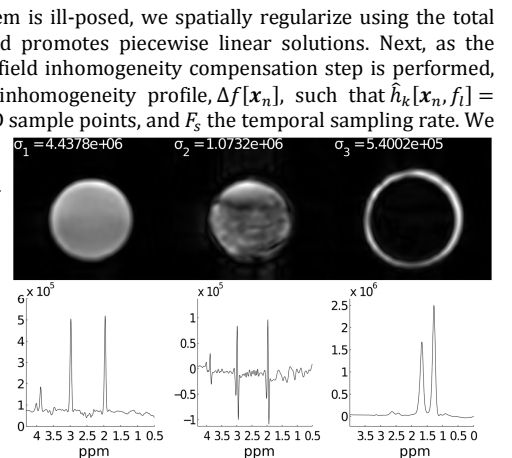 em is ill-posed, we spatially regularize using the total
d promotes piecewise linear solutions. Next, as the
field inhomogeneity compensation step is performed,
inhomogeneity profile, Δf[𝒙ₙ], such that ĥₖ[𝒙ₙ, fₗ] =
D sample points, and Fₛ the temporal sampling rate. We
σ₁ = 4.4378e+06 σ₂ = 1.0732e+06 σ₃ = 5.4002e+05
x 10⁵ x 10⁵ x 10⁶
6 5 4 3 2 1 0
4 3.5 3 2.5 2 1.5 1 0.5
ppm
1 0.5 0 −0.5 −1
4 3.5 3 2.5 2 1.5 1 0.5
ppm
2.5 2 1.5 1 0.5 0
3.5 3 2.5 2 1.5 1 0.5 0
ppm